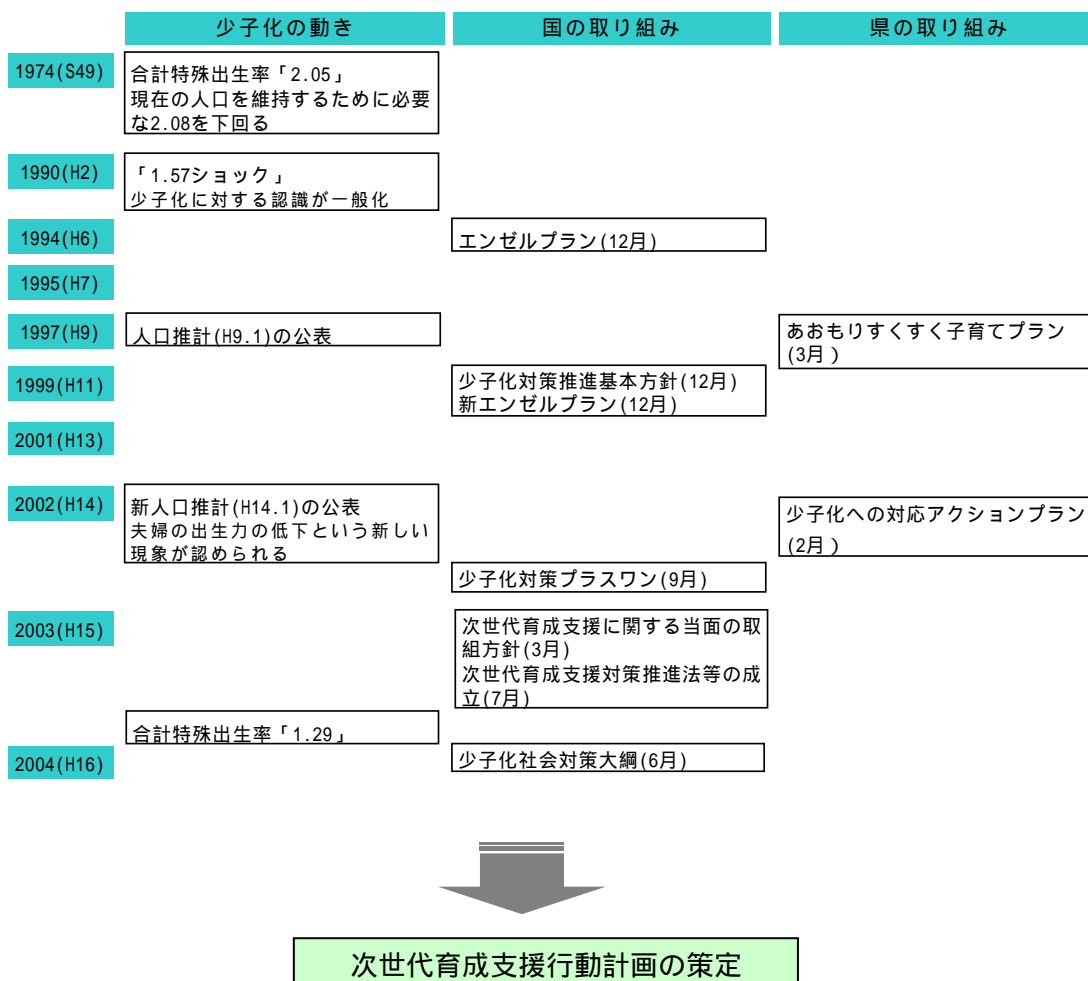 少子化の動き 国の取り組み 県の取り組み
1974(S49)
合計特殊出生率「2.05」
現在の人口を維持するために必要
な2.08を下回る
1990(H2)
「1.57ショック」
少子化に対する認識が一般化
1994(H6)
エンゼルプラン(12月)
1995(H7)
1997(H9)
人口推計(H9.1)の公表
あおもりすくすく子育てプラン
(3月)
1999(H11)
少子化対策推進基本方針(12月)
新エンゼルプラン(12月)
2001(H13)
2002(H14)
新人口推計(H14.1)の公表
夫婦の出生力の低下という新しい
現象が認められる
少子化への対応アクションプラン
(2月)
少子化対策プラスワン(9月)
2003(H15)
次世代育成支援に関する当面の取
組方針(3月)
次世代育成支援対策推進法等の成
立(7月)
合計特殊出生率「1.29」
2004(H16)
少子化社会対策大綱(6月)
次世代育成支援行動計画の策定